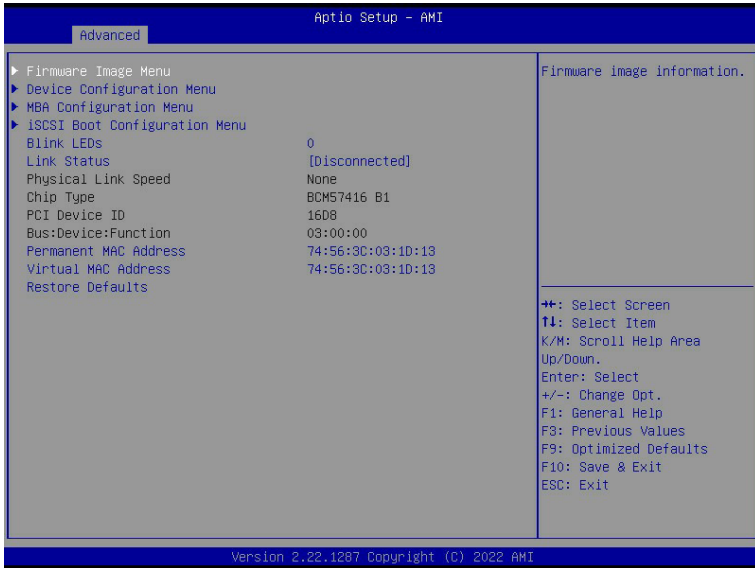 Aptio Setup – AMI
Advanced
Firmware Image Menu
Device Configuration Menu
MBA Configuration Menu
iSCSI Boot Configuration Menu
Blink LEDs 0
Link Status [Disconnected]
Physical Link Speed None
Chip Type BCM57416 B1
PCI Device ID 16D8
Bus:Device:Function 03:00:00
Permanent MAC Address 74:56:3C:03:1D:13
Virtual MAC Address 74:56:3C:03:1D:13
Restore Defaults
Firmware image information.
→←: Select Screen
↑↓: Select Item
K/M: Scroll Help Area
Up/Down.
Enter: Select
+/-: Change Opt.
F1: General Help
F3: Previous Values
F9: Optimized Defaults
F10: Save & Exit
ESC: Exit
Version 2.22.1287 Copyright (C) 2022 AMI